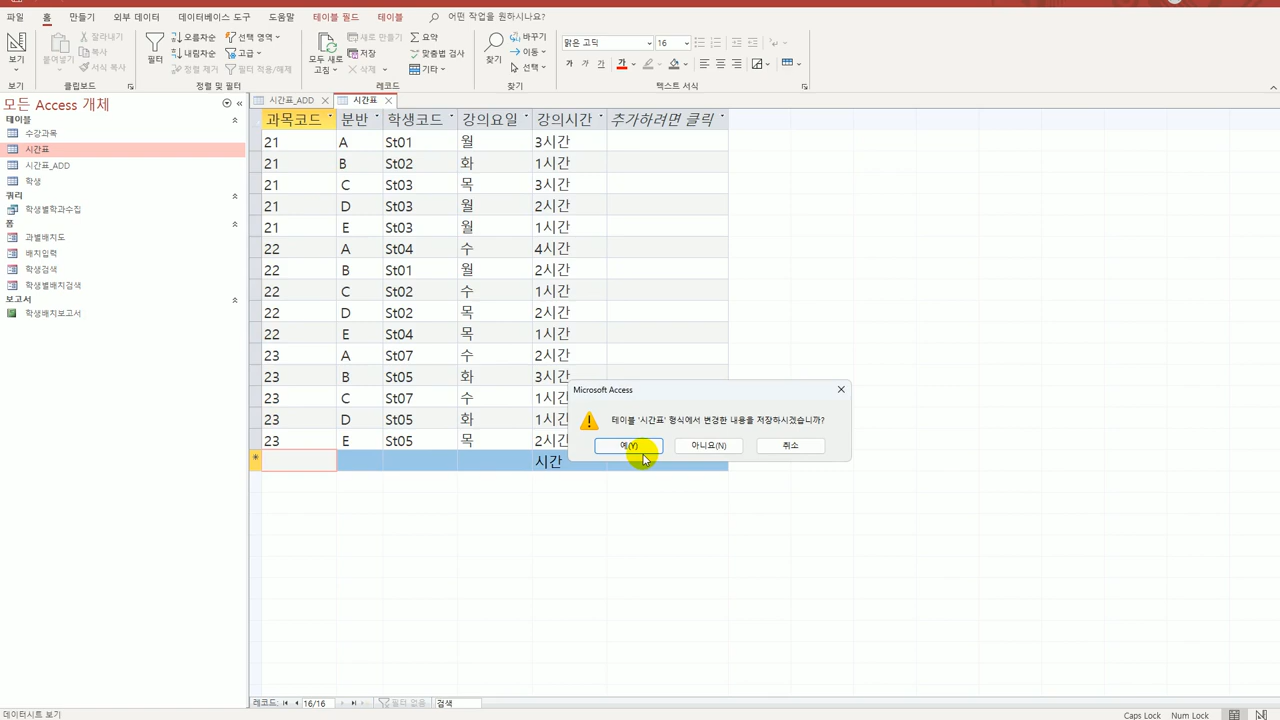 파일 홈 만들기 외부 데이터 데이터베이스 도구 도움말 테이블 필드 테이블 어떤 작업을 원하시나요?
보기
붙여넣기
잘라내기
복사
서식 복사
필터
오름차순
내림차순
정렬 제거
선택 영역
고급
필터 적용/해제
모두 새로 고침
새로 만들기
저장
삭제
요약
맞춤법 검사
기타
찾기
바꾸기
이동
선택
맑은 고딕 16
가 가 가 가
보기 클립보드 정렬 및 필터 레코드 찾기 텍스트 서식
모든 Access 개체
테이블
수강과목
시간표
시간표_ADD
학생
쿼리
학생별학과수집
폼
과별배치도
배치입력
학생검색
학생별배치검색
보고서
학생배치보고서
시간표_ADD 시간표
과목코드 분반 학생코드 강의요일 강의시간 추가하려면 클릭
21 A St01 월 3시간
21 B St02 화 1시간
21 C St03 목 3시간
21 D St03 월 2시간
21 E St03 월 1시간
22 A St04 수 4시간
22 B St01 월 2시간
22 C St02 수 1시간
22 D St02 목 2시간
22 E St04 목 1시간
23 A St07 수 2시간
23 B St05 화 3시간
23 C St07 수 1시간
23 D St05 화 1시간
23 E St05 목 2시간
* 시간
Microsoft Access
테이블 '시간표' 형식에서 변경한 내용을 저장하시겠습니까?
예(Y) 아니요(N) 취소
레코드: 16/16 필터 없음 검색
데이터시트 보기 Caps Lock Num Lock